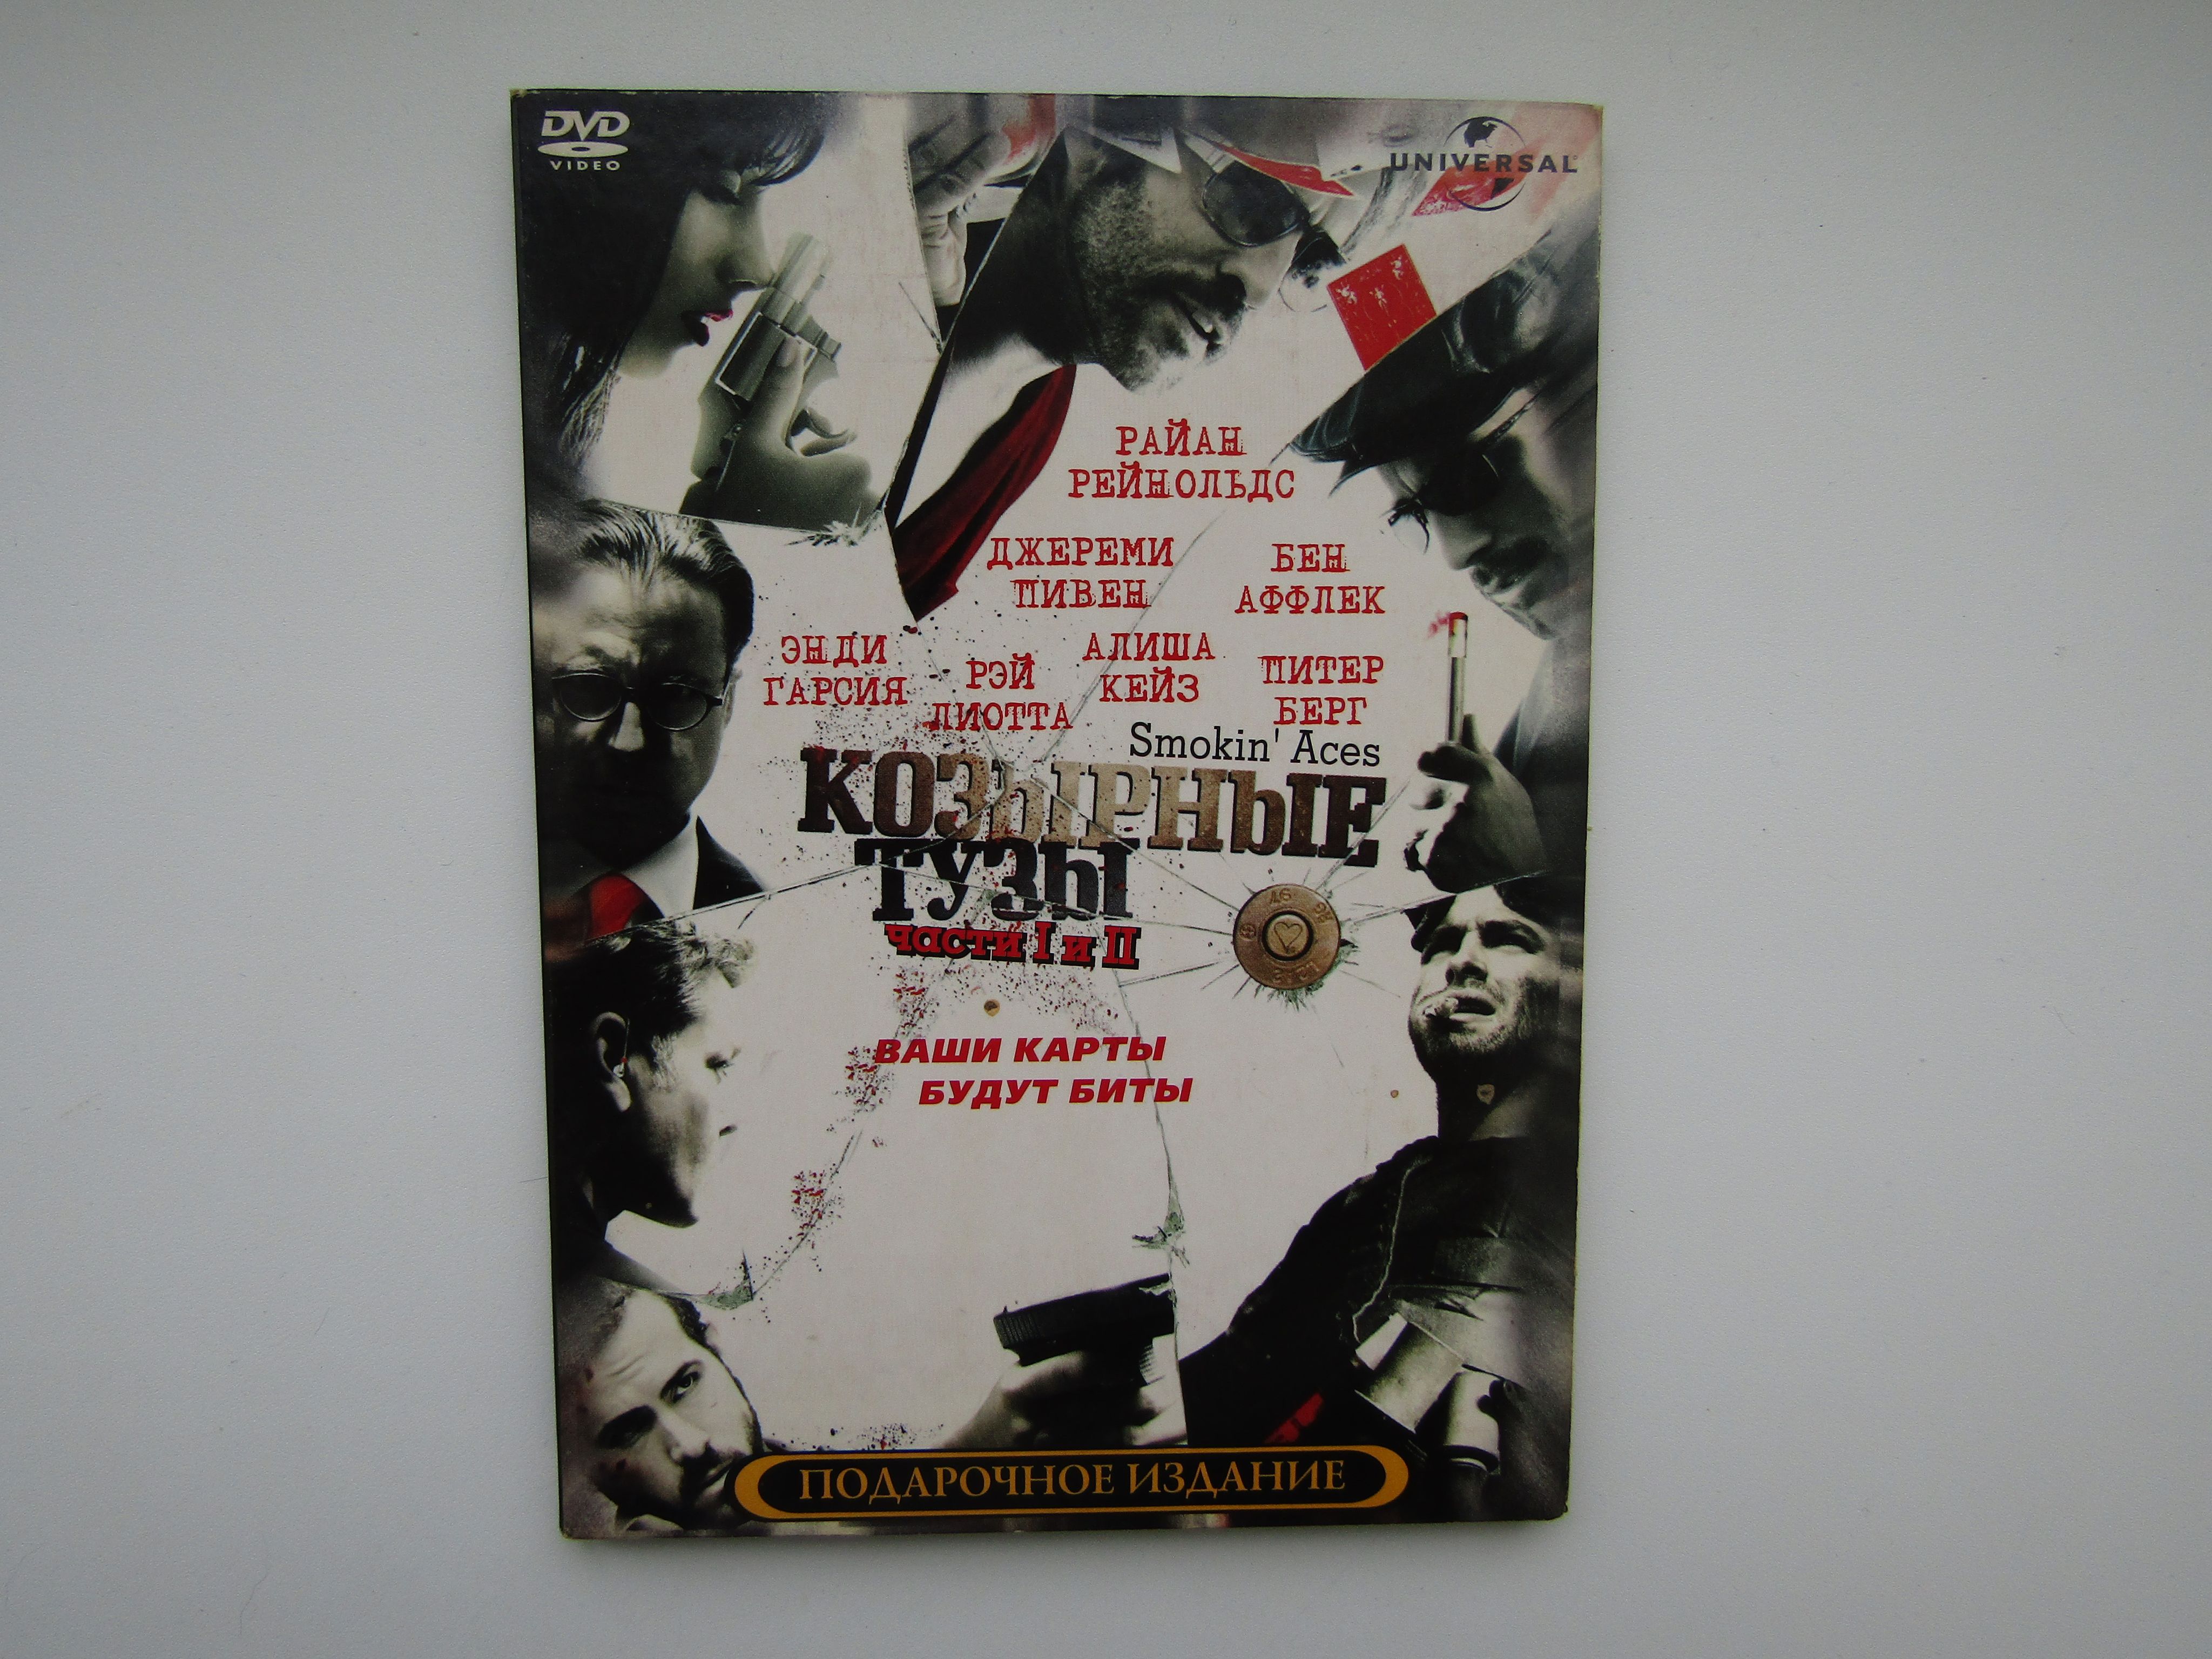 DVD
VIDEO
UNIVERSAL
РАЙАН
РЕЙНОЛЬДС
ДЖЕРЕМИ
ПИВЕН
БЕН
АФФЛЕК
ЭНДИ
ГАРСИЯ
РЭЙ
ЛИОТТА
АЛИША
КЕЙЗ
ПИТЕР
БЕРГ
Smokin' Aces
КОЗЫРНЫЕ
ТУЗЫ
части I и II
ВАШИ КАРТЫ
БУДУТ БИТЫ
ПОДАРОЧНОЕ ИЗДАНИЕ